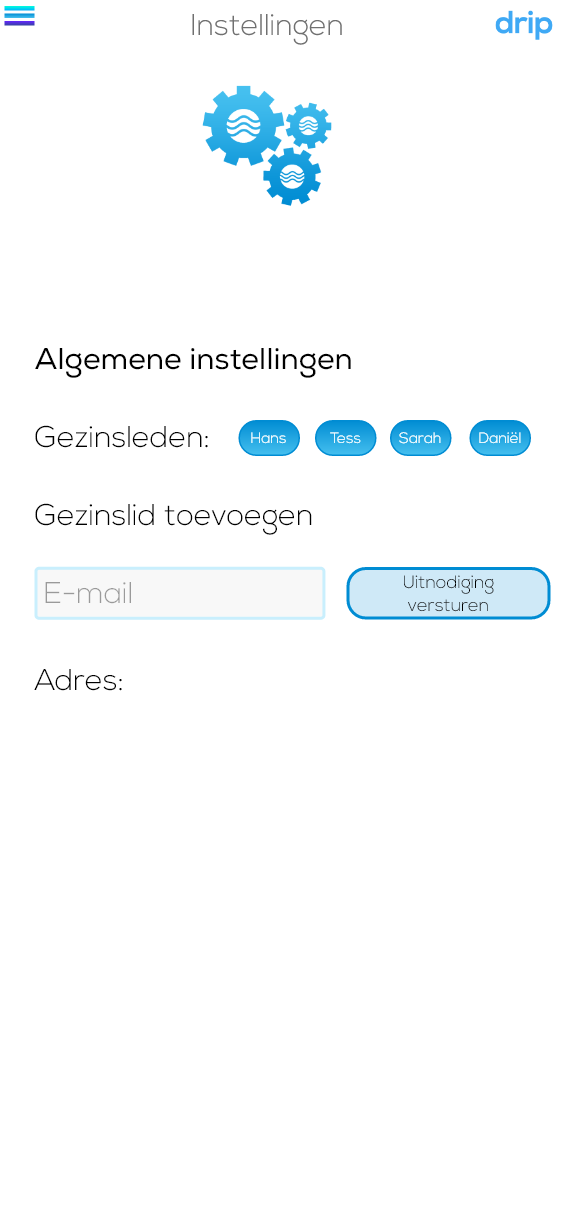 Instellingen
drip
Algemene instellingen
Gezinsleden: Hans Tess Sarah Daniël
Gezinslid toevoegen
E-mail
Uitnodiging
versturen
Adres: